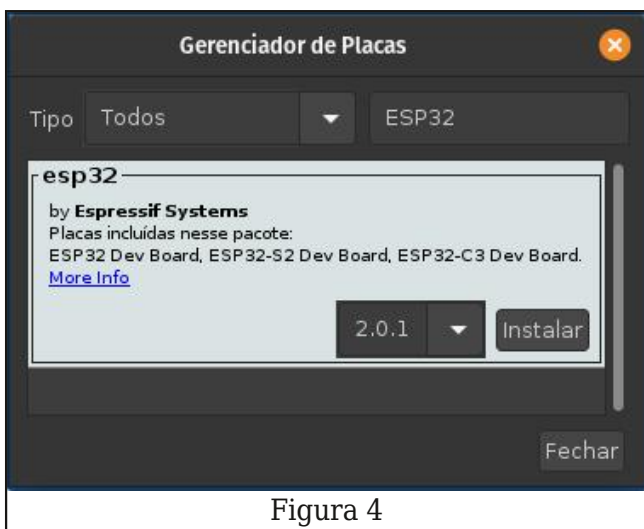 Gerenciador de Placas
Tipo Todos ESP32
esp32
by Espressif Systems
Placas incluídas nesse pacote:
ESP32 Dev Board, ESP32-S2 Dev Board, ESP32-C3 Dev Board.
More Info
2.0.1 Instalar
Fechar
Figura 4